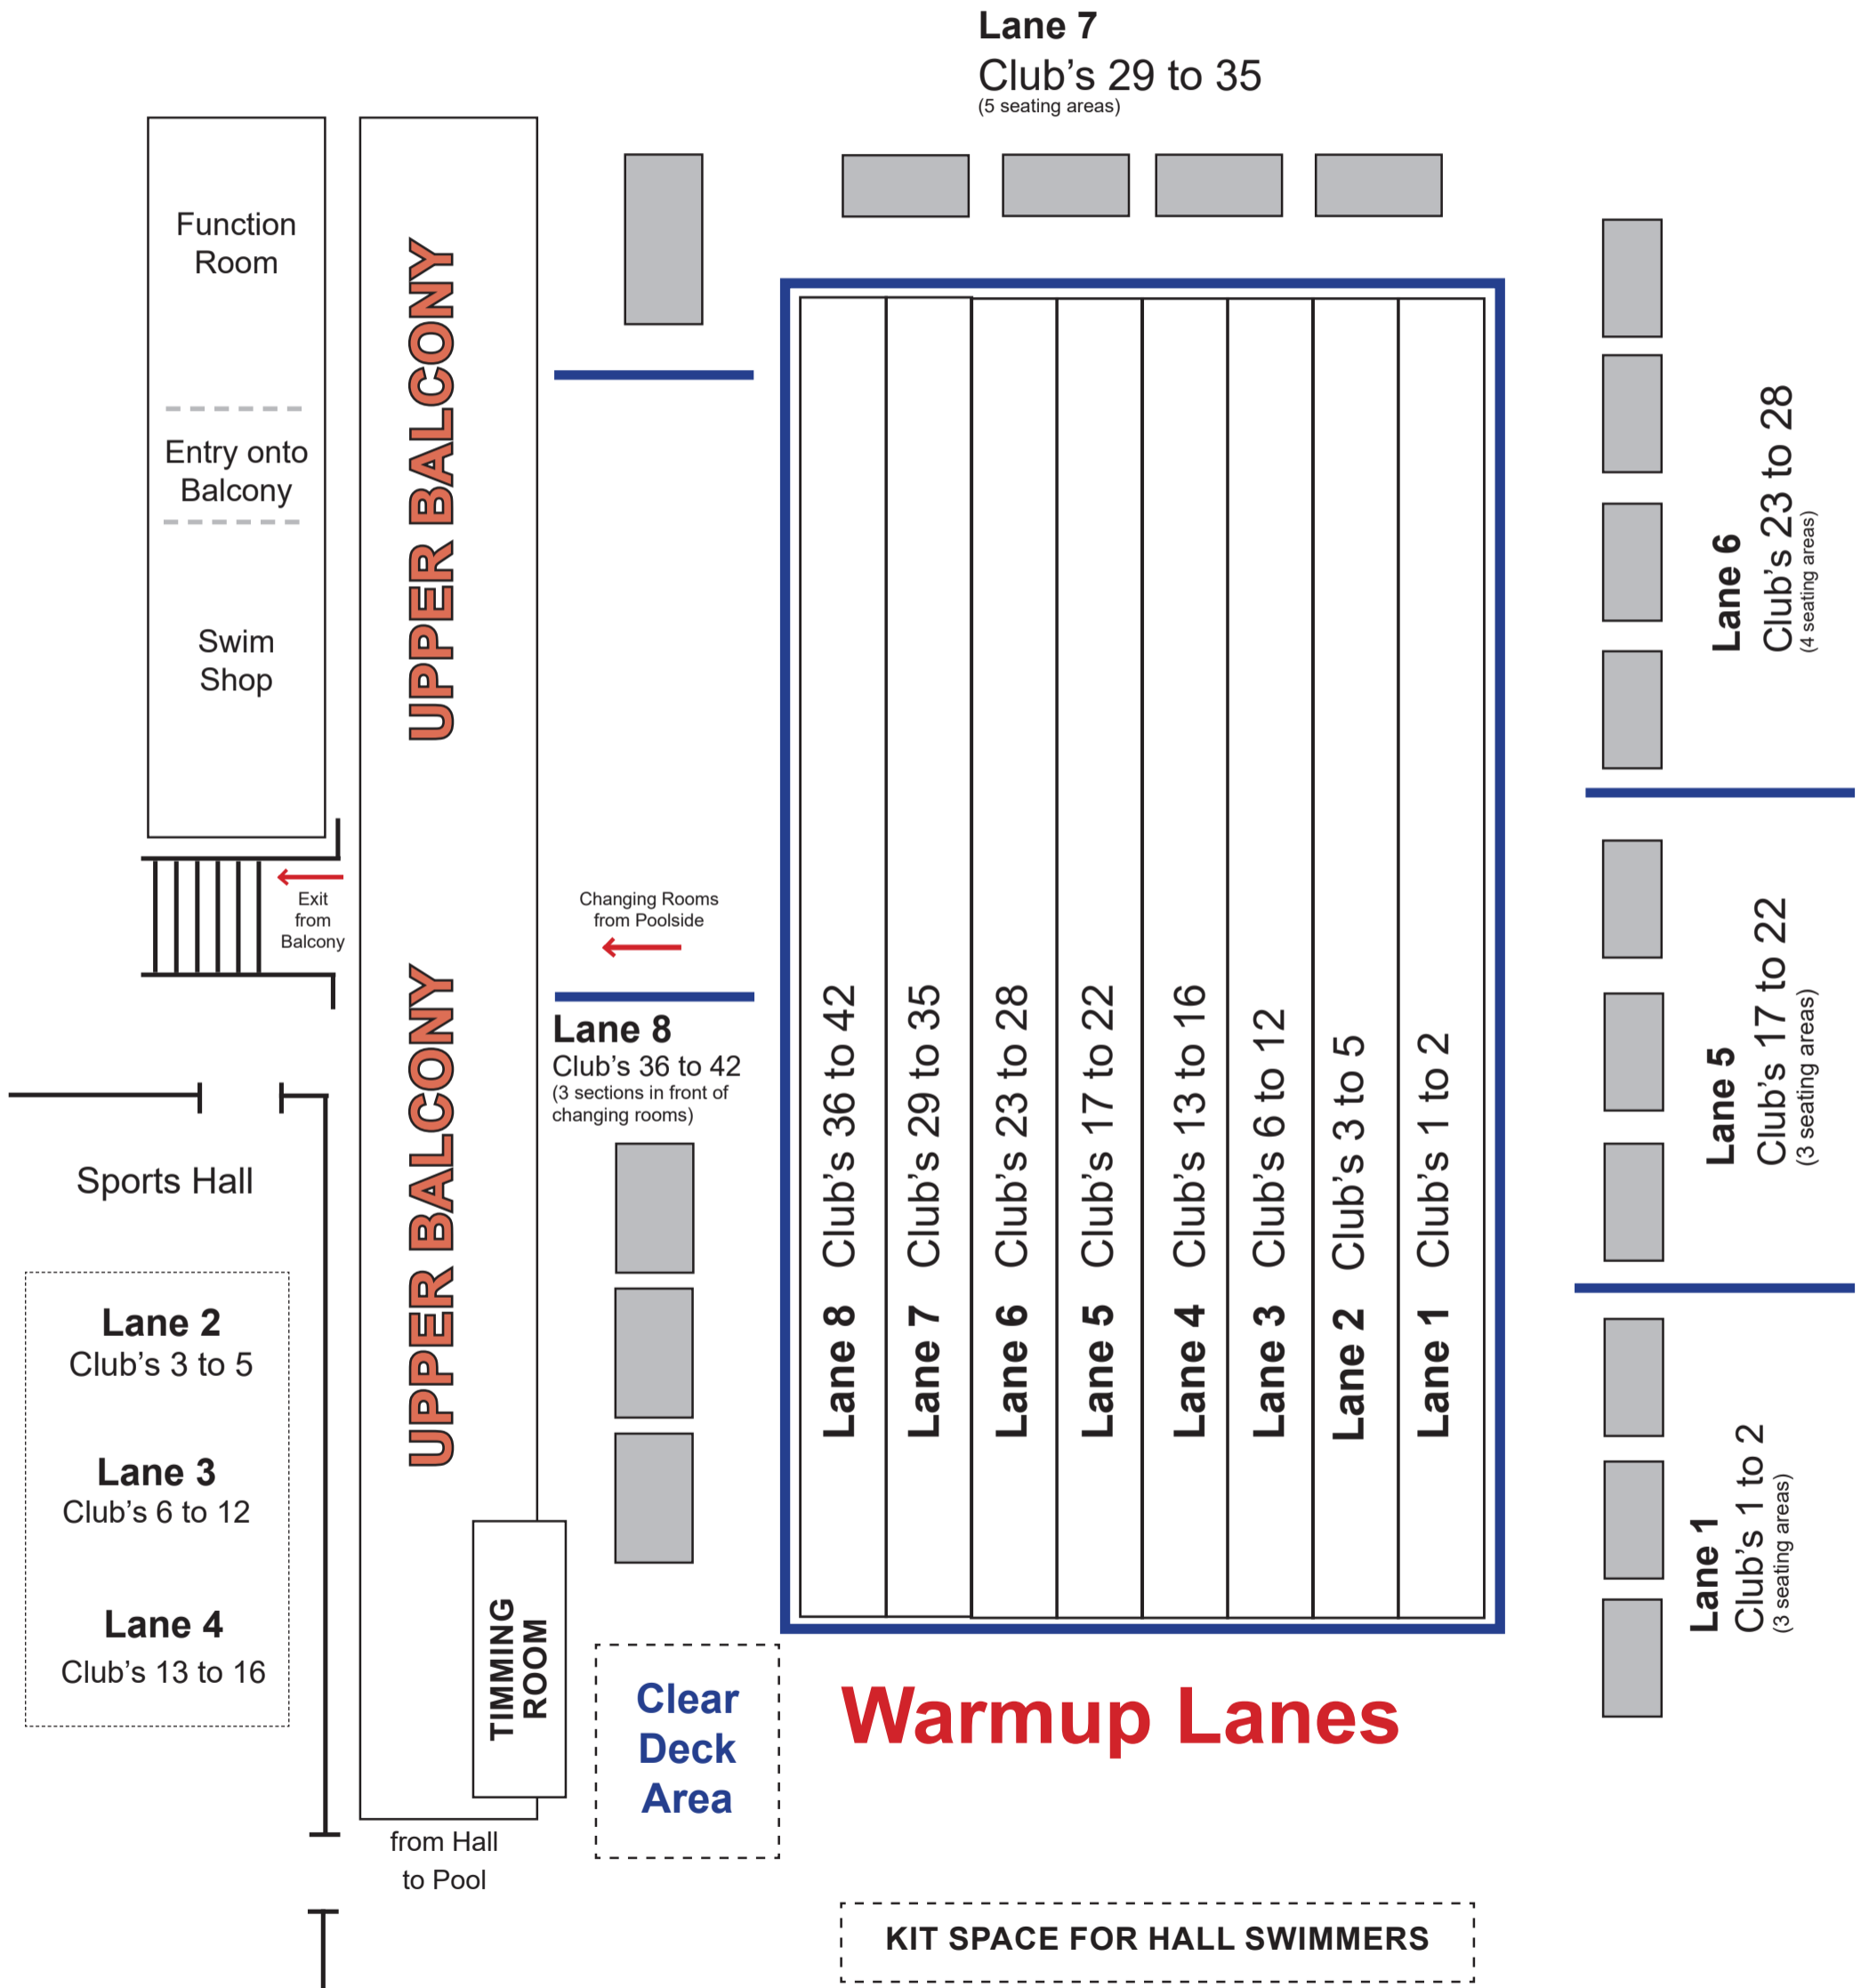 Lane 7
Club’s 29 to 35
(5 seating areas)
Function
Room
Entry onto
Balcony
Swim
Shop
Exit
from
Balcony
UPPER BALCONY
UPPER BALCONY
Changing Rooms
from Poolside
Lane 8
Club’s 36 to 42
(3 sections in front of
changing rooms)
Lane 8 Club’s 36 to 42
Lane 7 Club’s 29 to 35
Lane 6 Club’s 23 to 28
Lane 5 Club’s 17 to 22
Lane 4 Club’s 13 to 16
Lane 3 Club’s 6 to 12
Lane 2 Club’s 3 to 5
Lane 1 Club’s 1 to 2
Lane 6
Club’s 23 to 28
(4 seating areas)
Lane 5
Club’s 17 to 22
(3 seating areas)
Lane 1
Club’s 1 to 2
(3 seating areas)
Sports Hall
Lane 2
Club’s 3 to 5
Lane 3
Club’s 6 to 12
Lane 4
Club’s 13 to 16
TIMMING
ROOM
Clear
Deck
Area
Warmup Lanes
from Hall
to Pool
KIT SPACE FOR HALL SWIMMERS